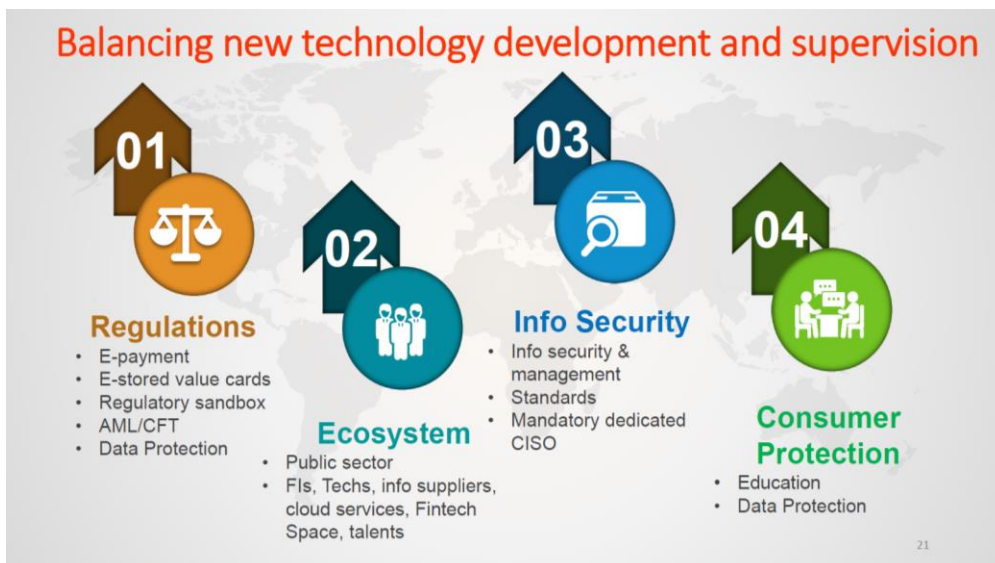 Balancing new technology development and supervision
01
Regulations
• E-payment
• E-stored value cards
• Regulatory sandbox
• AML/CFT
• Data Protection
02
Ecosystem
• Public sector
• FIs, Techs, info suppliers,
cloud services, Fintech
Space, talents
03
Info Security
• Info security &
management
• Standards
• Mandatory dedicated
CISO
04
Consumer
Protection
• Education
• Data Protection
21